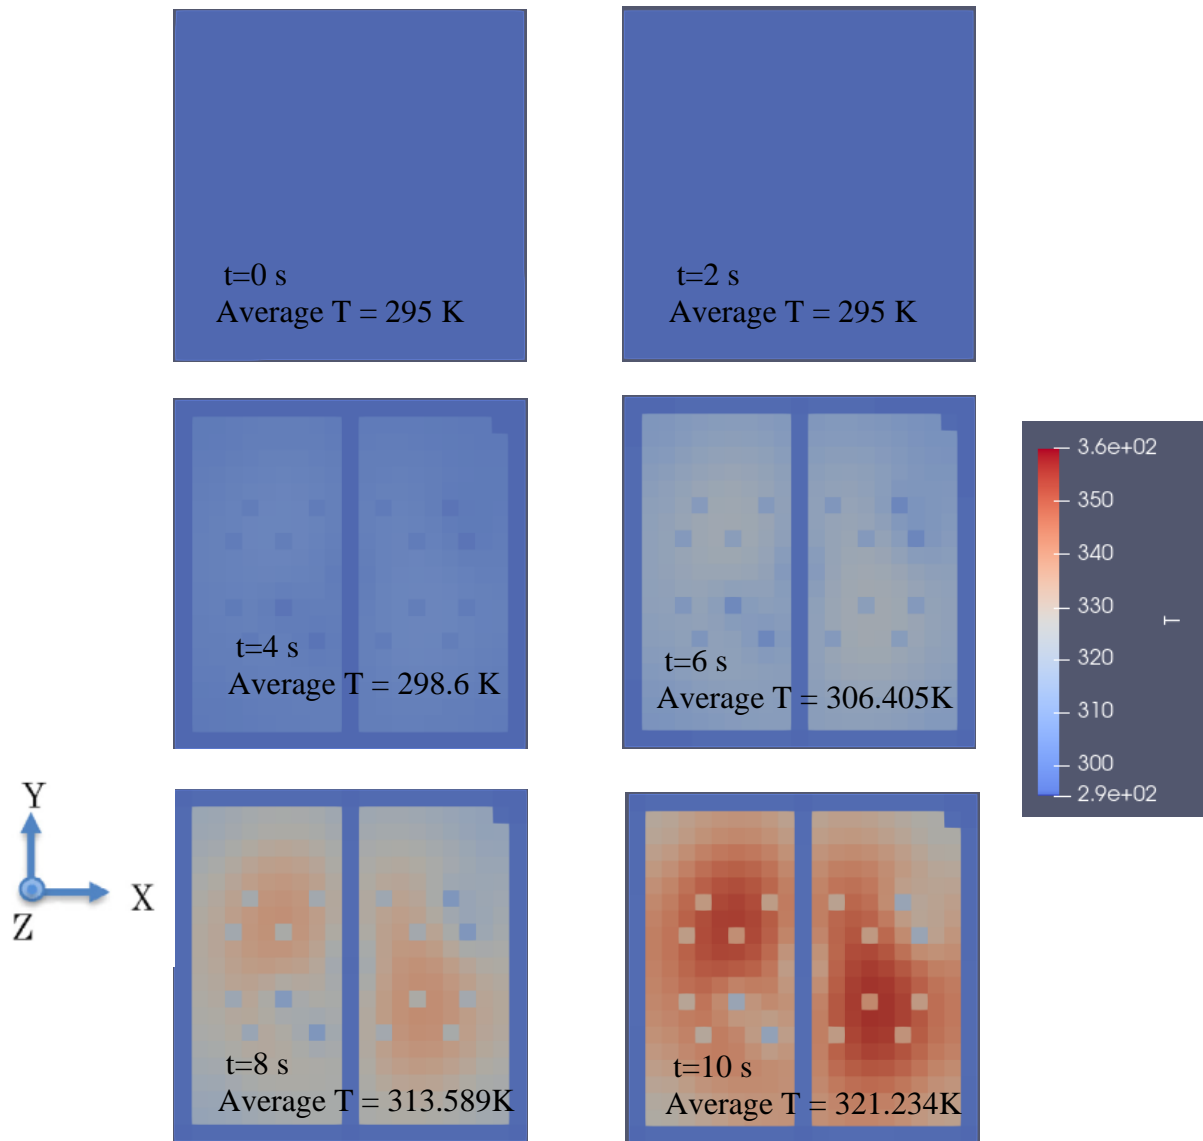 t=0 s
Average T = 295 K
t=2 s
Average T = 295 K
t=4 s
Average T = 298.6 K
t=6 s
Average T = 306.405K
3.6e+02
350
340
330
320
310
300
2.9e+02
T
Y
X
Z
t=8 s
Average T = 313.589K
t=10 s
Average T = 321.234K